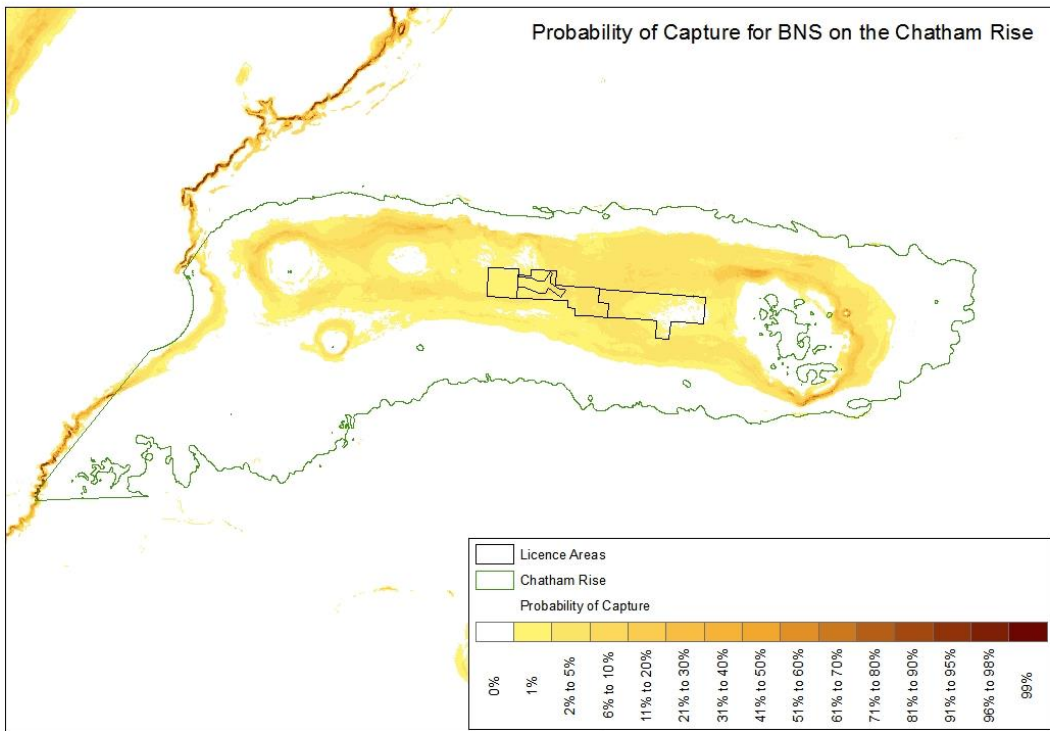 Probability of Capture for BNS on the Chatham Rise
Licence Areas
Chatham Rise
Probability of Capture
0%
1%
2% to 5%
6% to 10%
11% to 20%
21% to 30%
31% to 40%
41% to 50%
51% to 60%
61% to 70%
71% to 80%
81% to 90%
91% to 95%
96% to 98%
99%